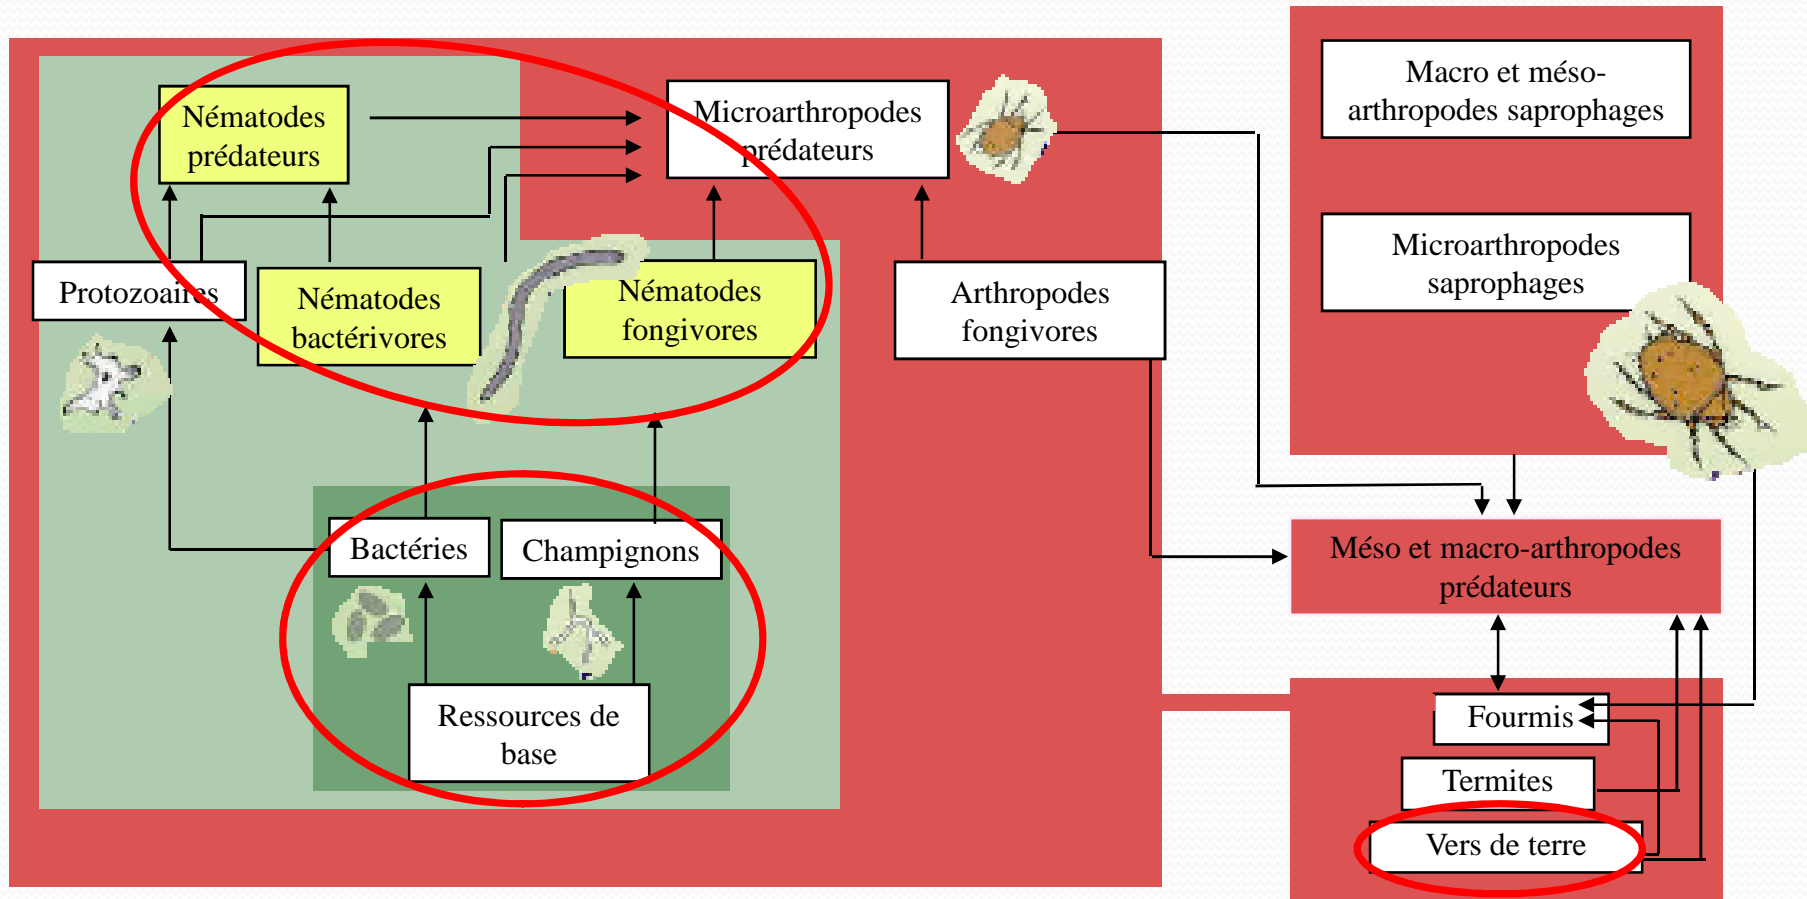 Nématodes
prédateurs
Microarthropodes
prédateurs
Macro et méso-
arthropodes saprophages
Microarthropodes
saprophages
Protozoaires
Nématodes
bactérivores
Nématodes
fongivores
Arthropodes
fongivores
Bactéries
Champignons
Méso et macro-arthropodes
prédateurs
Ressources de
base
Fourmis
Termites
Vers de terre